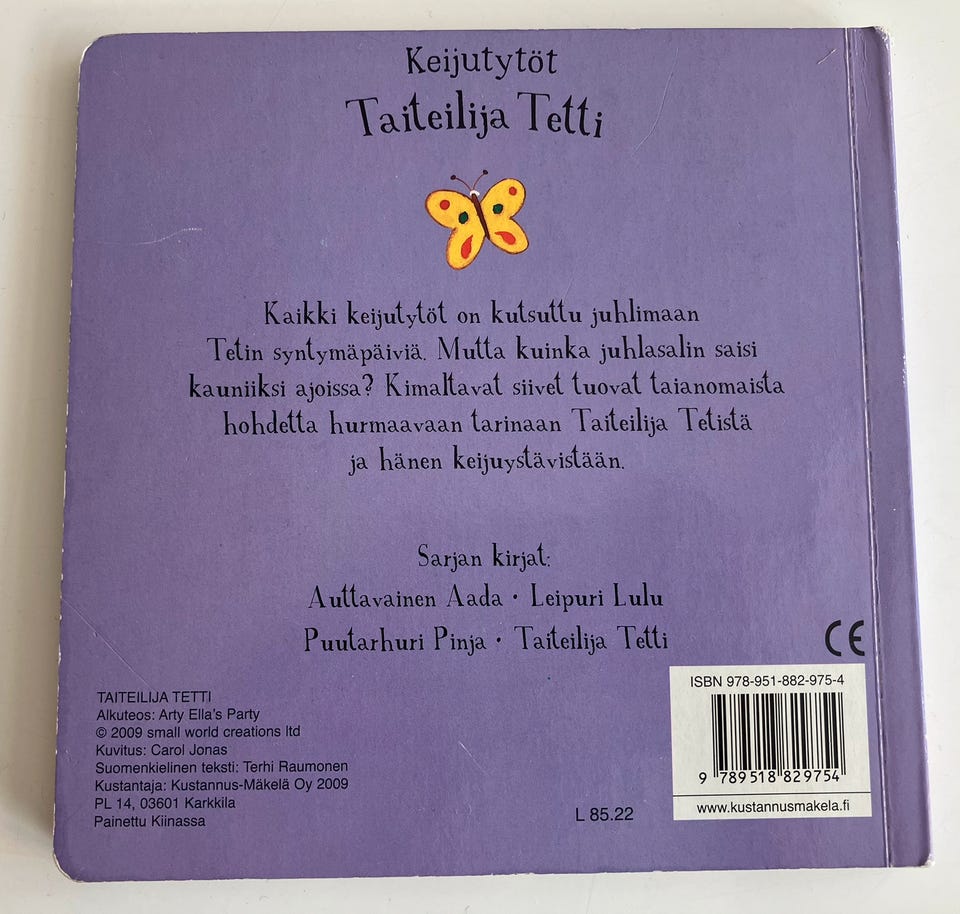 Keijutytöt
Taiteilija Tetti
Kaikki keijutytöt on kutsuttu juhlimaan
Tetin syntymäpäiviä. Mutta kuinka juhlasalin saisi
kauniiksi ajoissa? Kimaltavat siivet tuovat taianomaista
hohdetta hurmaavaan tarinaan Taiteilija Tetistä
ja hänen keijuystävistään.
Sarjan kirjat:
Auttavainen Aada • Leipuri Lulu
Puutarhuri Pinja • Taiteilija Tetti
CE
TAITEILIJA TETTI
Alkuteos: Arty Ella's Party
© 2009 small world creations ltd
Kuvitus: Carol Jonas
Suomenkielinen teksti: Terhi Raumonen
Kustantaja: Kustannus-Mäkelä Oy 2009
PL 14, 03601 Karkkila
Painettu Kiinassa
L 85.22
ISBN 978-951-882-975-4
9 789518 829754
www.kustannusmakela.fi